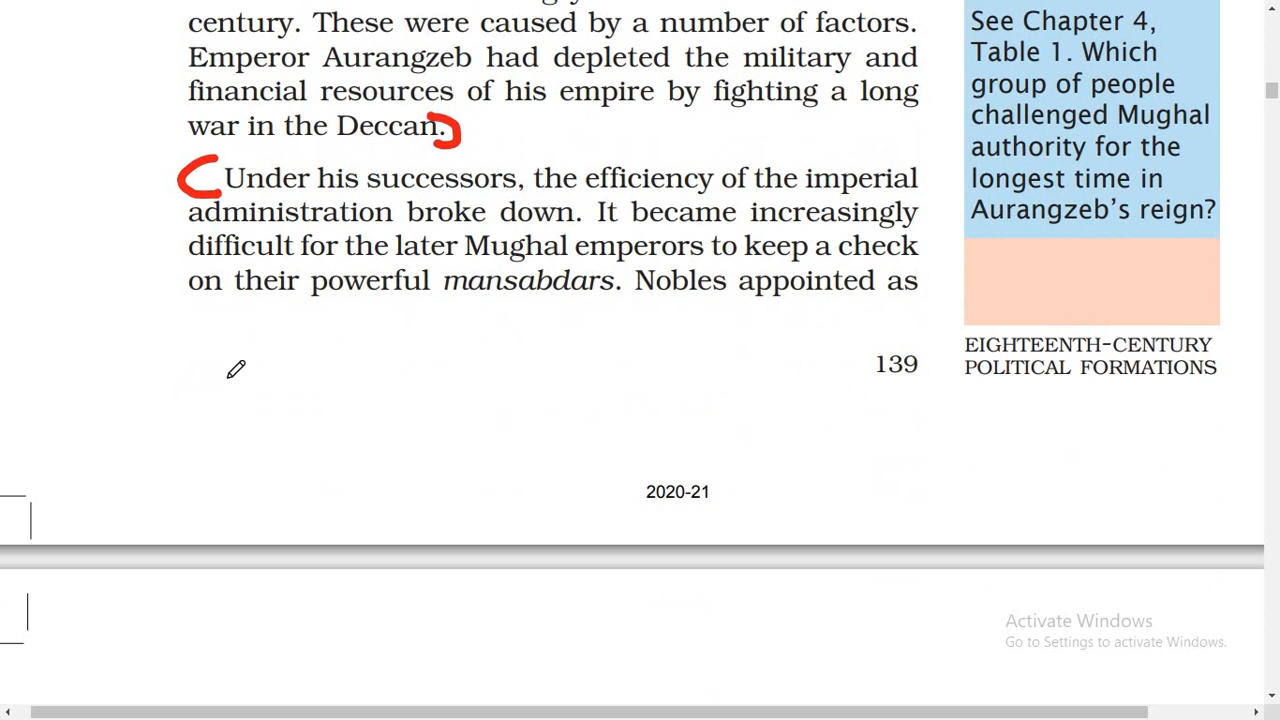 century. These were caused by a number of factors.
Emperor Aurangzeb had depleted the military and
financial resources of his empire by fighting a long
war in the Deccan.
Under his successors, the efficiency of the imperial
administration broke down. It became increasingly
difficult for the later Mughal emperors to keep a check
on their powerful mansabdars. Nobles appointed as
139
See Chapter 4,
Table 1. Which
group of people
challenged Mughal
authority for the
longest time in
Aurangzeb’s reign?
EIGHTEENTH-CENTURY
POLITICAL FORMATIONS
2020-21
Activate Windows
Go to Settings to activate Windows.